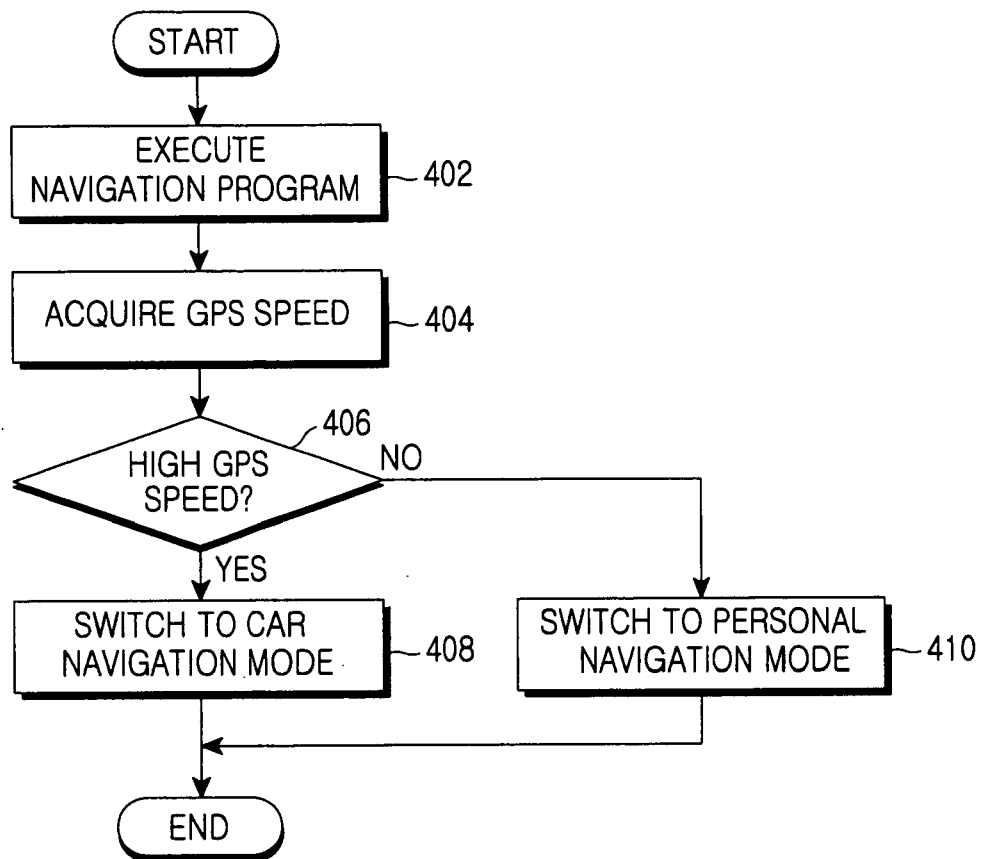 START
EXECUTE
NAVIGATION PROGRAM
402
ACQUIRE GPS SPEED
404
406
HIGH GPS
SPEED?
NO
YES
SWITCH TO CAR
NAVIGATION MODE
408
SWITCH TO PERSONAL
NAVIGATION MODE
410
END